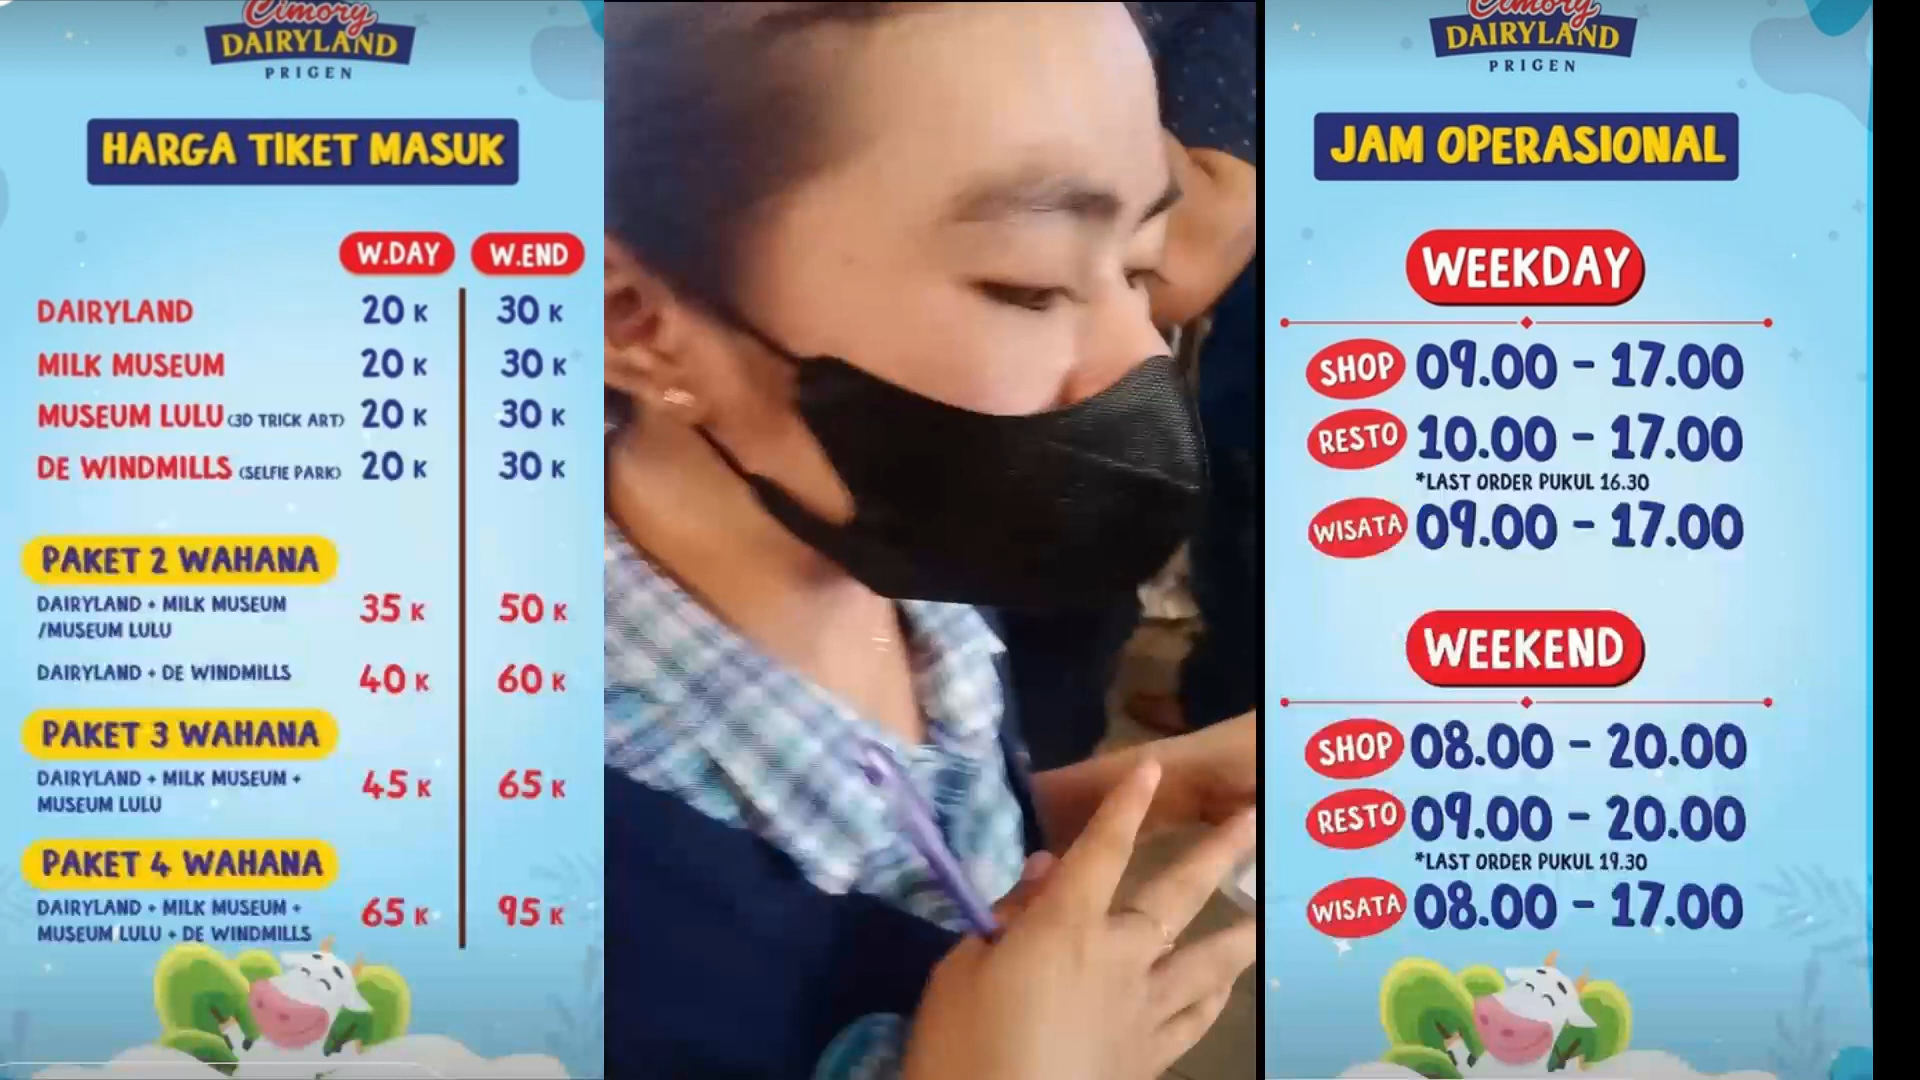 Cimory
DAIRYLAND
PRIGEN
HARGA TIKET MASUK
W.DAY W.END
DAIRYLAND 20 K 30 K
MILK MUSEUM 20 K 30 K
MUSEUM LULU (3D TRICK ART) 20 K 30 K
DE WINDMILLS (SELFIE PARK) 20 K 30 K
PAKET 2 WAHANA
DAIRYLAND + MILK MUSEUM
/MUSEUM LULU 35 K 50 K
DAIRYLAND + DE WINDMILLS 40 K 60 K
PAKET 3 WAHANA
DAIRYLAND + MILK MUSEUM +
MUSEUM LULU 45 K 65 K
PAKET 4 WAHANA
DAIRYLAND + MILK MUSEUM +
MUSEUM LULU + DE WINDMILLS 65 K 95 K
Cimory
DAIRYLAND
PRIGEN
JAM OPERASIONAL
WEEKDAY
SHOP 09.00 - 17.00
RESTO 10.00 - 17.00
*LAST ORDER PUKUL 16.30
WISATA 09.00 - 17.00
WEEKEND
SHOP 08.00 - 20.00
RESTO 09.00 - 20.00
*LAST ORDER PUKUL 19.30
WISATA 08.00 - 17.00